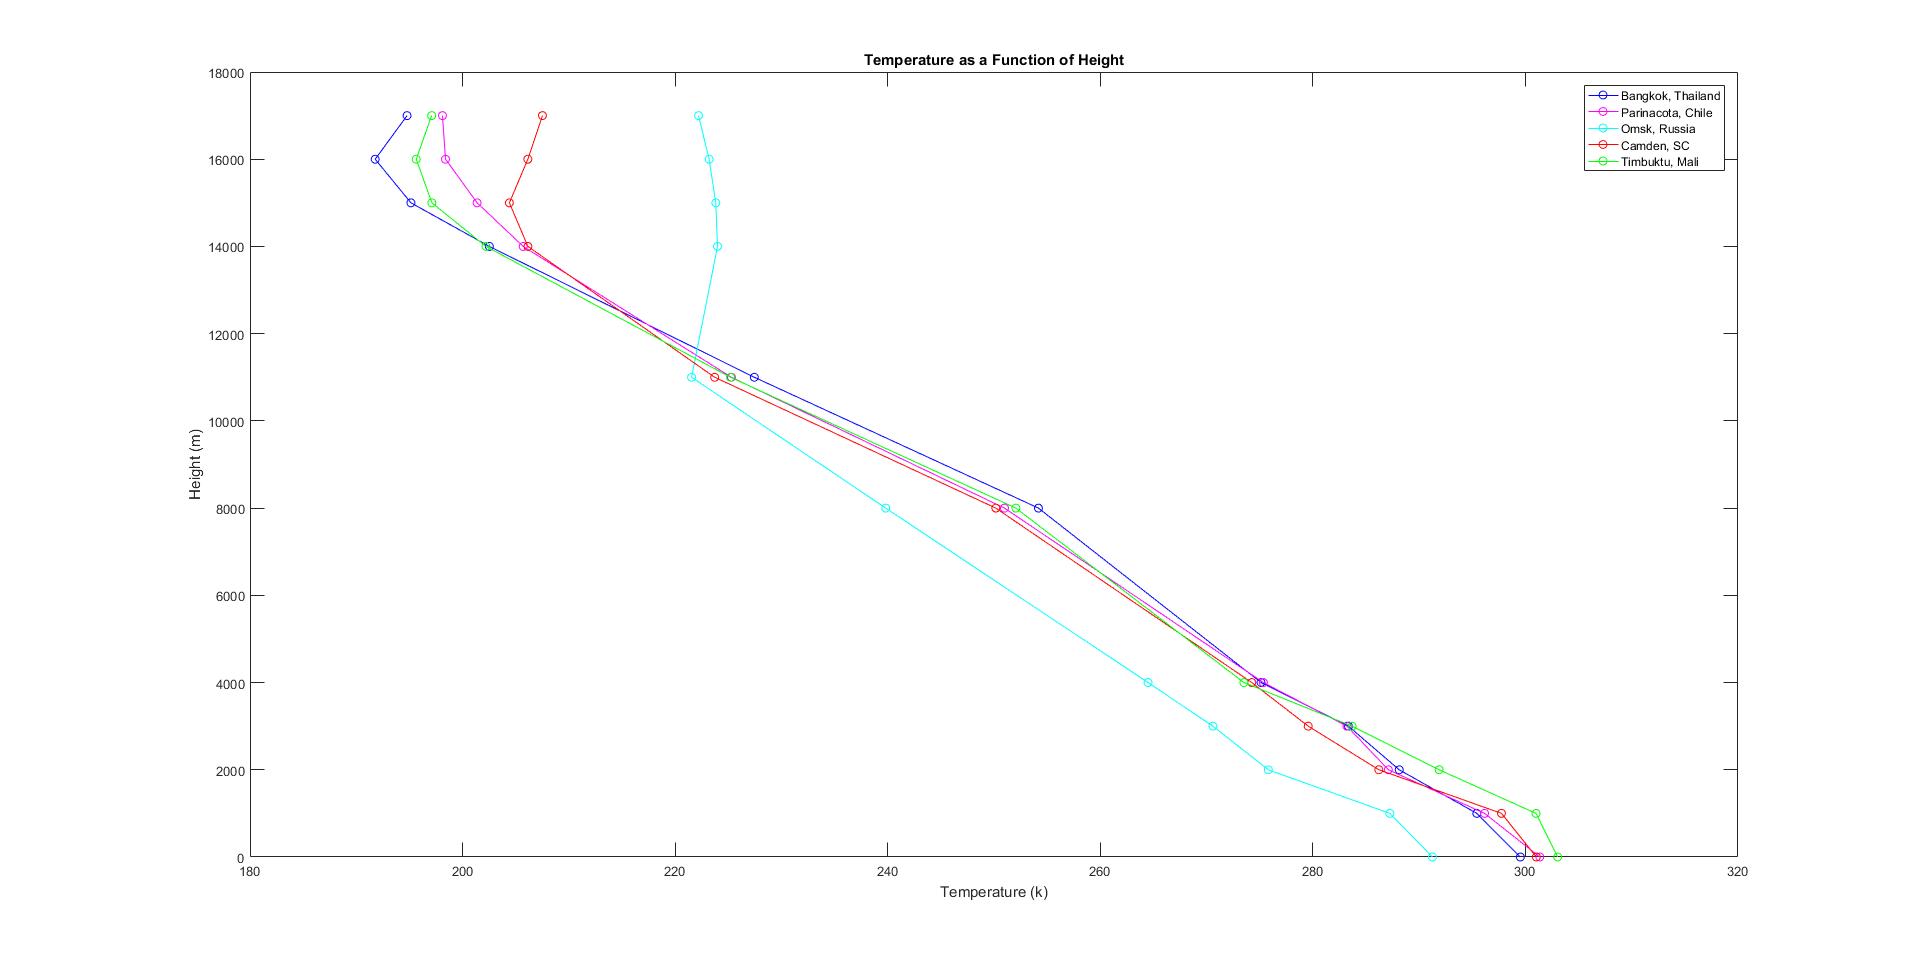 Temperature as a Function of Height
18000
16000
14000
12000
10000
8000
6000
4000
2000
0
Height (m)
Bangkok, Thailand
Parinacota, Chile
Omsk, Russia
Camden, SC
Timbuktu, Mali
180 200 220 240 260 280 300 320
Temperature (k)